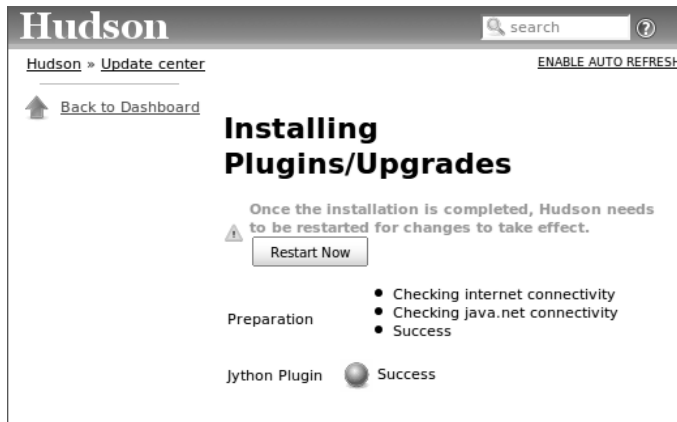 Hudson
search
?
Hudson » Update center
ENABLE AUTO REFRESH
Back to Dashboard
Installing
Plugins/Upgrades
Once the installation is completed, Hudson needs
to be restarted for changes to take effect.
Restart Now
Preparation
• Checking internet connectivity
• Checking java.net connectivity
• Success
Jython Plugin
Success